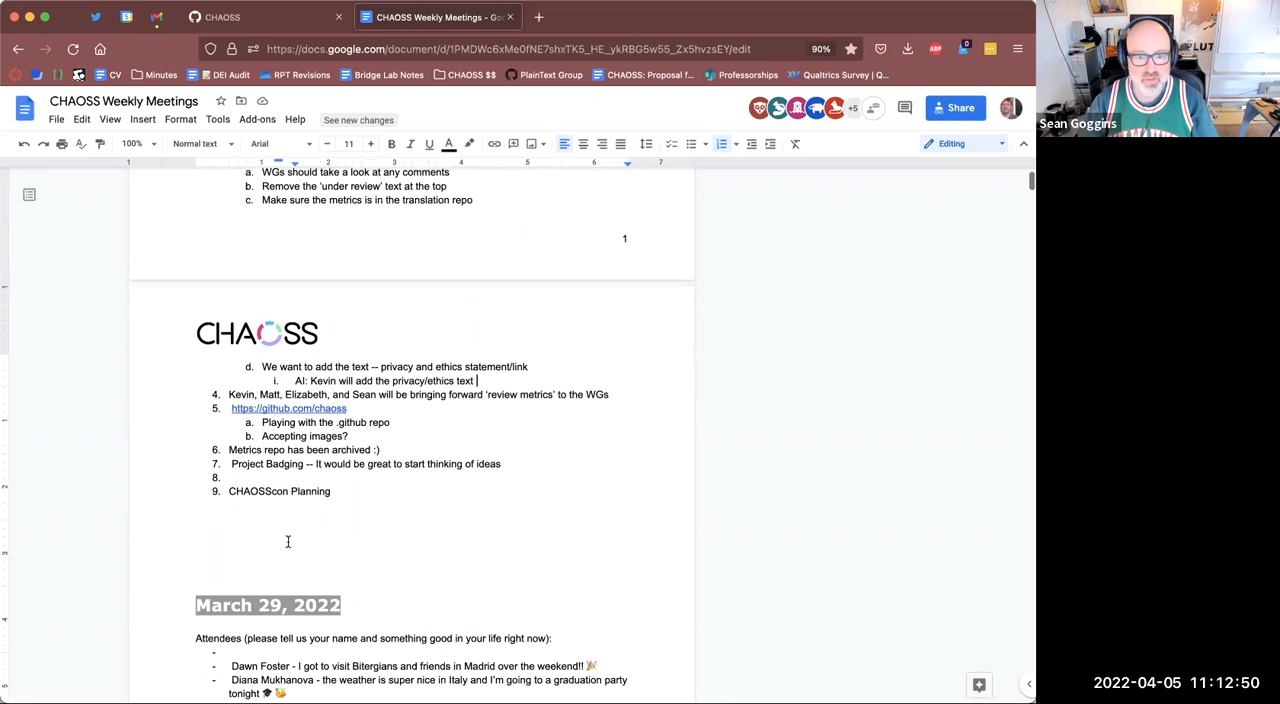 CHAOSS
CHAOSS Weekly Meetings - Goo
https://docs.google.com/document/d/1PMDWc6xMe0fNE7shxTK5_HE_ykRBG5w55_Zx5hvzsEY/edit
90%
CV
Minutes
DEI Audit
RPT Revisions
Bridge Lab Notes
CHAOSS $$
PlainText Group
CHAOSS: Proposal f...
Professorships
Qualtrics Survey | Q...
CHAOSS Weekly Meetings
File Edit View Insert Format Tools Add-ons Help See new changes
+5
Share
100% Normal text Arial 11 Editing
1 1 2 3 4 5 6 7
a. WGs should take a look at any comments
b. Remove the 'under review' text at the top
c. Make sure the metrics is in the translation repo
1
CHAOSS
d. We want to add the text -- privacy and ethics statement/link
i. AI: Kevin will add the privacy/ethics text
4. Kevin, Matt, Elizabeth, and Sean will be bringing forward 'review metrics' to the WGs
5. https://github.com/chaoss
a. Playing with the .github repo
b. Accepting images?
6. Metrics repo has been archived :)
7. Project Badging -- It would be great to start thinking of ideas
8.
9. CHAOSScon Planning
March 29, 2022
Attendees (please tell us your name and something good in your life right now):
-
- Dawn Foster - I got to visit Bitergians and friends in Madrid over the weekend!! 🎉
- Diana Mukhanova - the weather is super nice in Italy and I'm going to a graduation party
tonight 🎓
Sean Goggins
2022-04-05 11:12:50